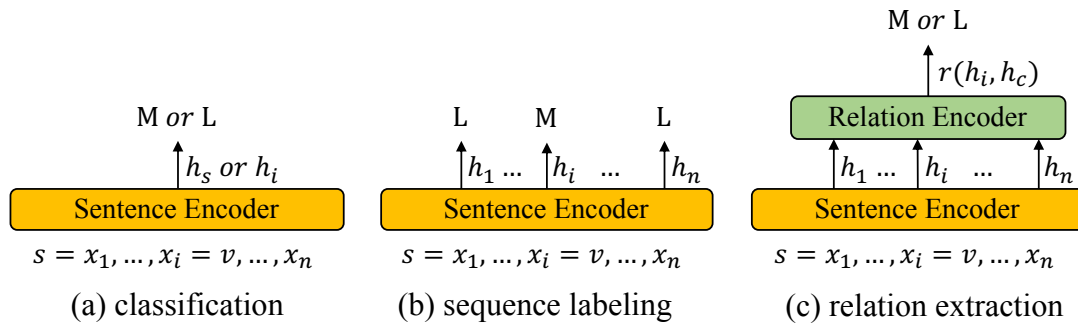 M or L
h_s or h_i
Sentence Encoder
s = x_1, …, x_i = v, …, x_n
(a) classification
L M L
h_1 … h_i … h_n
Sentence Encoder
s = x_1, …, x_i = v, …, x_n
(b) sequence labeling
M or L
r(h_i, h_c)
Relation Encoder
h_1 … h_i … h_n
Sentence Encoder
s = x_1, …, x_i = v, …, x_n
(c) relation extraction